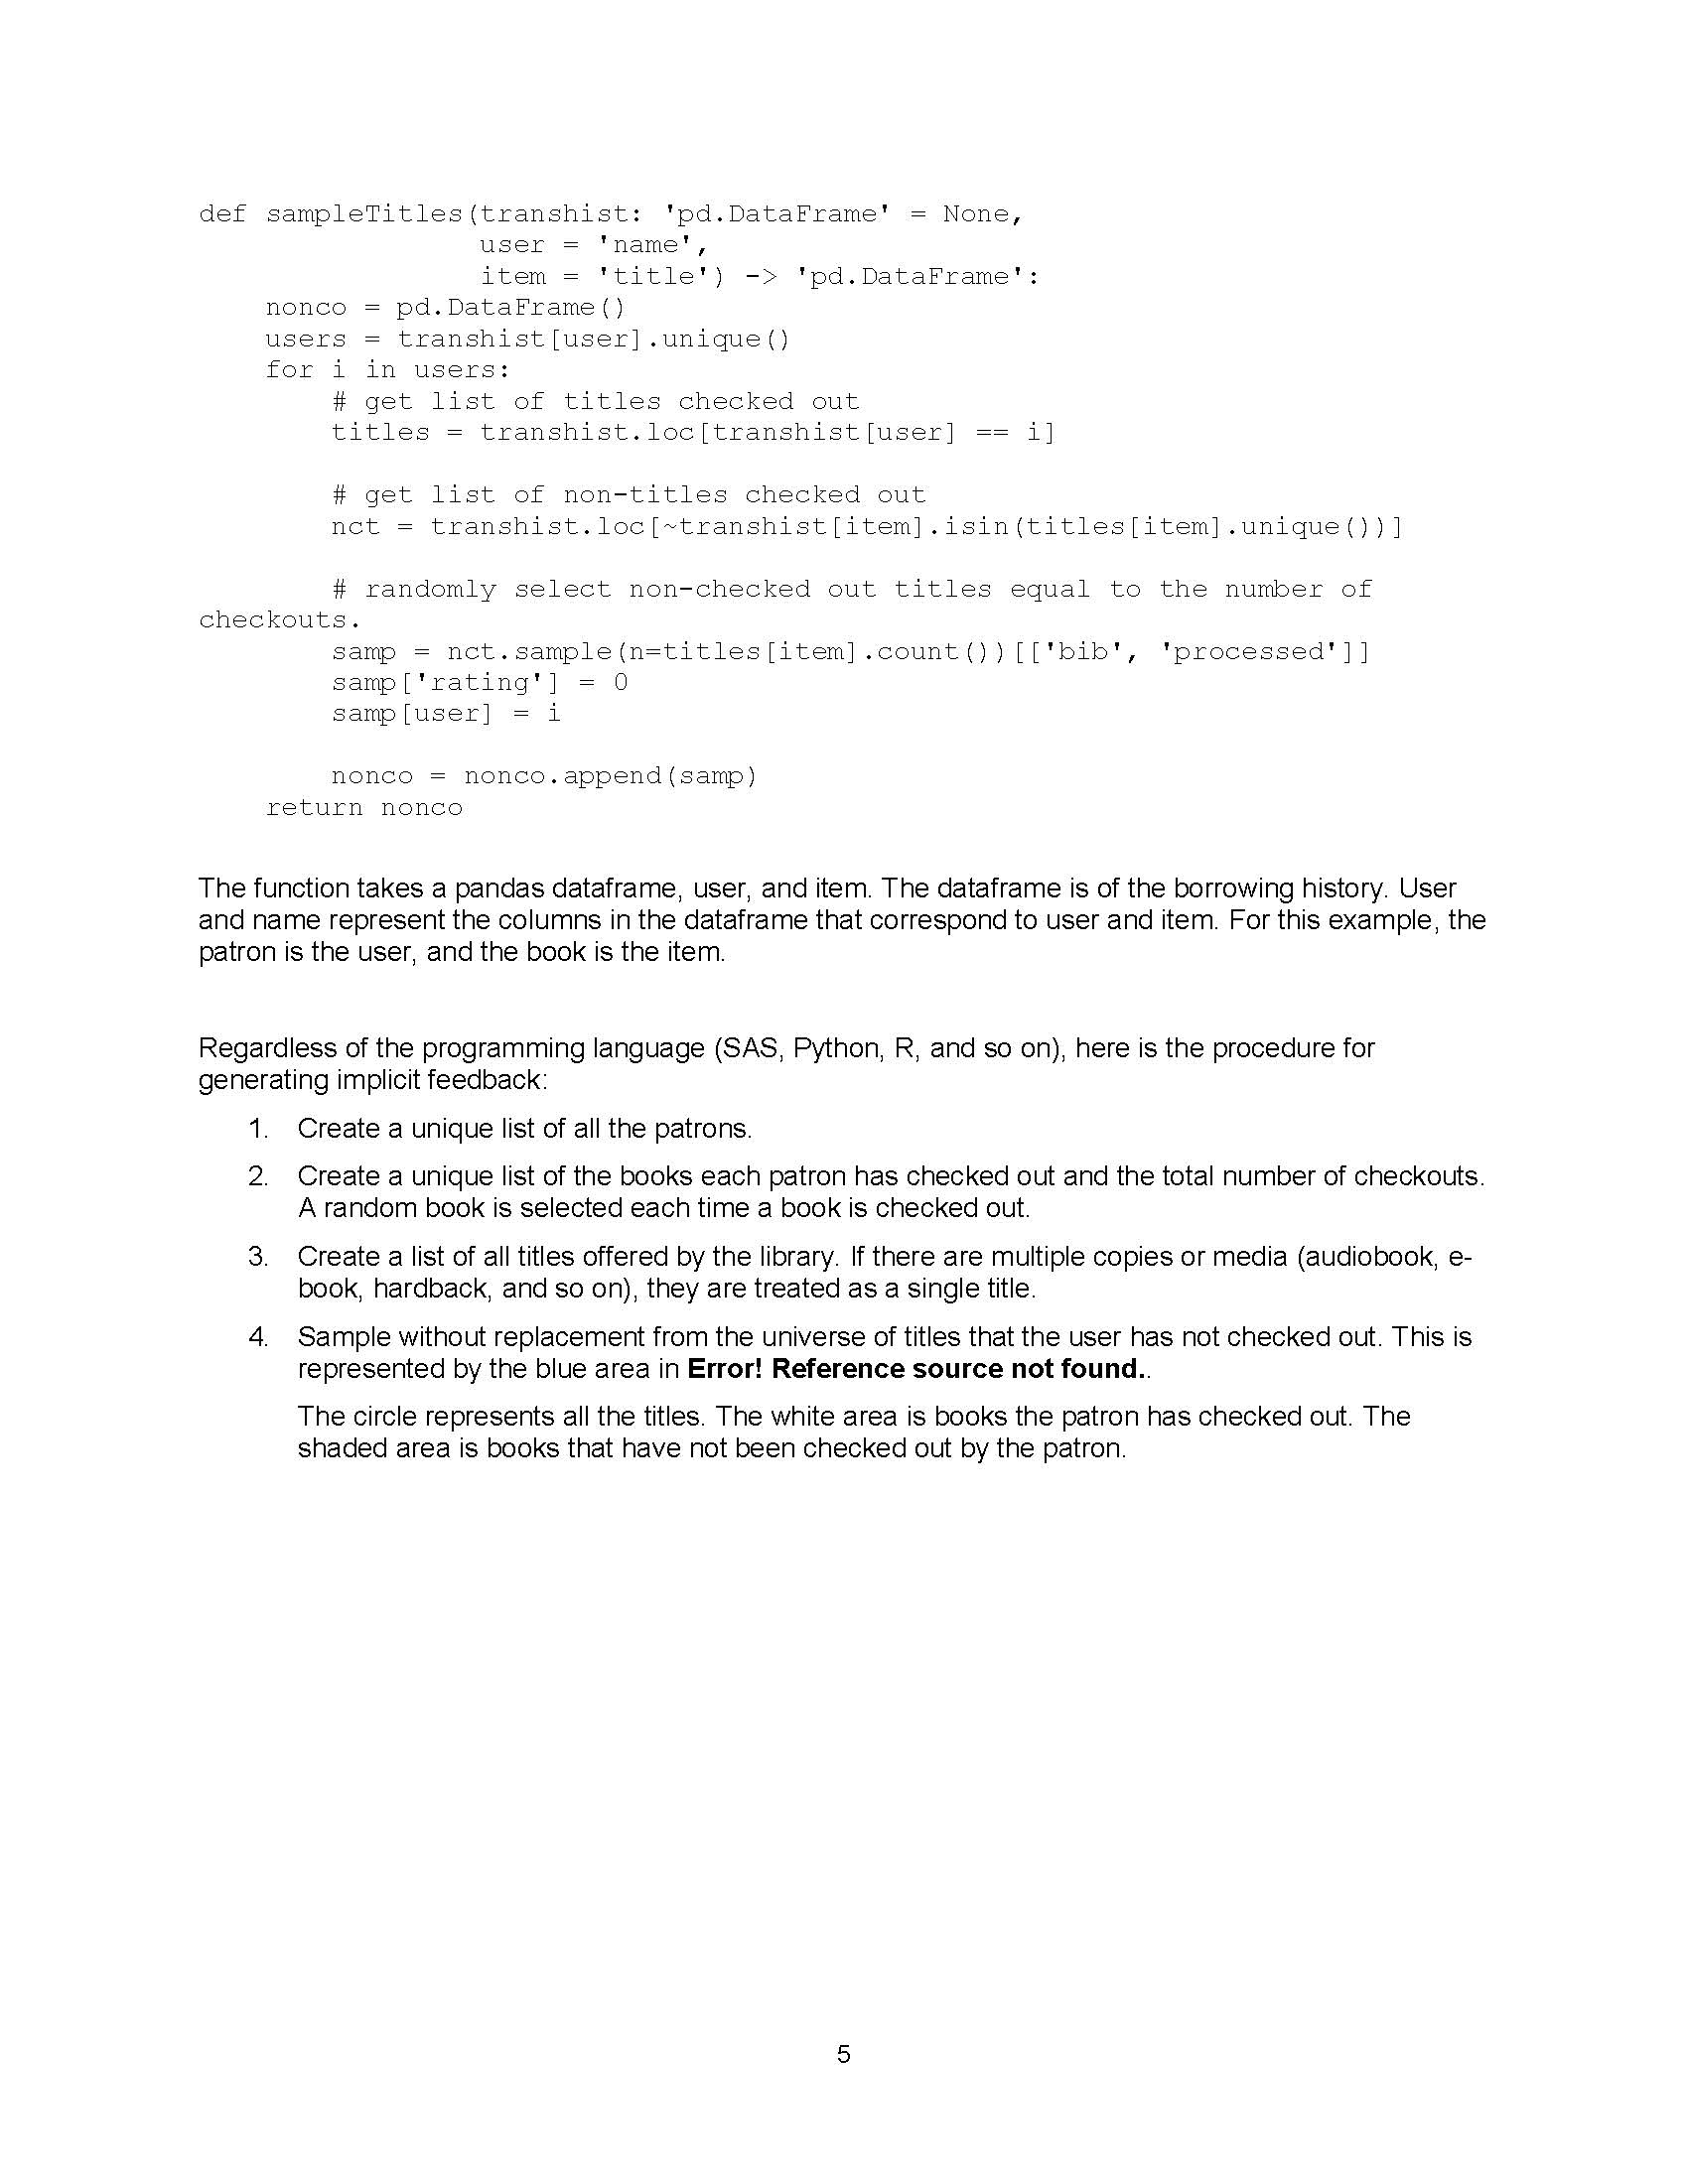 def sampleTitles(transhist: 'pd.DataFrame' = None,
                 user = 'name',
                 item = 'title') -> 'pd.DataFrame':
    nonco = pd.DataFrame()
    users = transhist[user].unique()
    for i in users:
        # get list of titles checked out
        titles = transhist.loc[transhist[user] == i]

        # get list of non-titles checked out
        nct = transhist.loc[~transhist[item].isin(titles[item].unique())]

        # randomly select non-checked out titles equal to the number of
checkouts.
        samp = nct.sample(n=titles[item].count())[['bib', 'processed']]
        samp['rating'] = 0
        samp[user] = i

        nonco = nonco.append(samp)
    return nonco

The function takes a pandas dataframe, user, and item. The dataframe is of the borrowing history. User
and name represent the columns in the dataframe that correspond to user and item. For this example, the
patron is the user, and the book is the item.

Regardless of the programming language (SAS, Python, R, and so on), here is the procedure for
generating implicit feedback:
1. Create a unique list of all the patrons.
2. Create a unique list of the books each patron has checked out and the total number of checkouts.
A random book is selected each time a book is checked out.
3. Create a list of all titles offered by the library. If there are multiple copies or media (audiobook, e-
book, hardback, and so on), they are treated as a single title.
4. Sample without replacement from the universe of titles that the user has not checked out. This is
represented by the blue area in Error! Reference source not found..
The circle represents all the titles. The white area is books the patron has checked out. The
shaded area is books that have not been checked out by the patron.

5